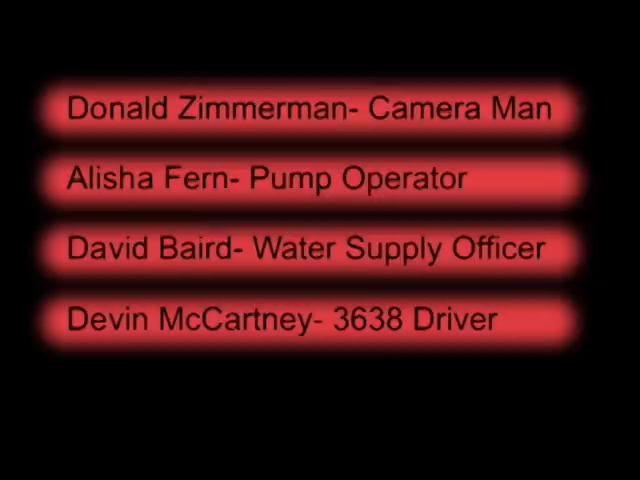 Donald Zimmerman- Camera Man
Alisha Fern- Pump Operator
David Baird- Water Supply Officer
Devin McCartney- 3638 Driver